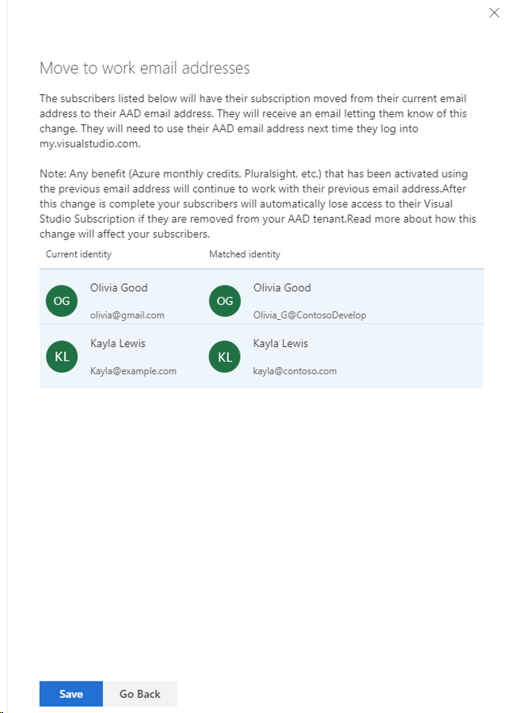 Move to work email addresses
The subscribers listed below will have their subscription moved from their current email
address to their AAD email address. They will receive an email letting them know of this
change. They will need to use their AAD email address next time they log into
my.visualstudio.com.
Note: Any benefit (Azure monthly credits, Pluralsight, etc.) that has been activated using
the previous email address will continue to work with their previous email address.After
this change is complete your subscribers will automatically lose access to their Visual
Studio Subscription if they are removed from your AAD tenant.Read more about how this
change will affect your subscribers.
Current identity Matched identity
OG Olivia Good OG Olivia Good
olivia@gmail.com Olivia_G@ContosoDevelop
KL Kayla Lewis KL Kayla Lewis
Kayla@example.com kayla@contoso.com
Save Go Back